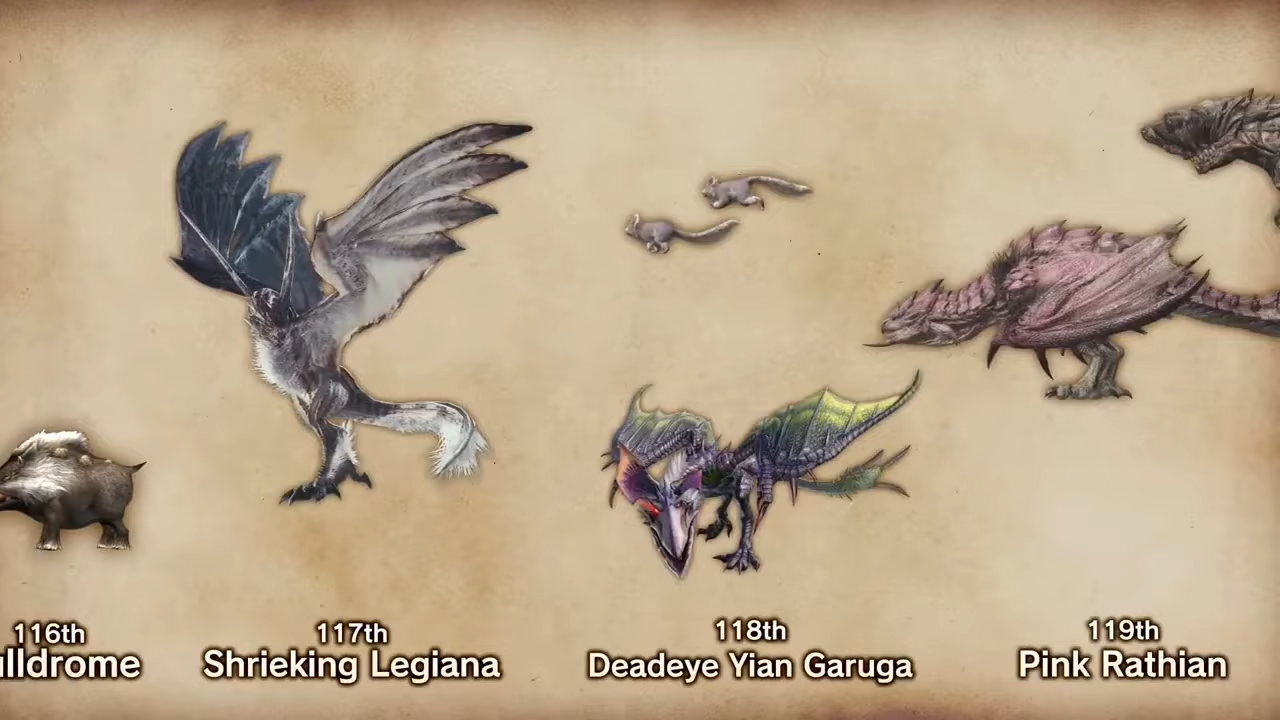 116th
lldrome
117th
Shrieking Legiana
118th
Deadeye Yian Garuga
119th
Pink Rathian